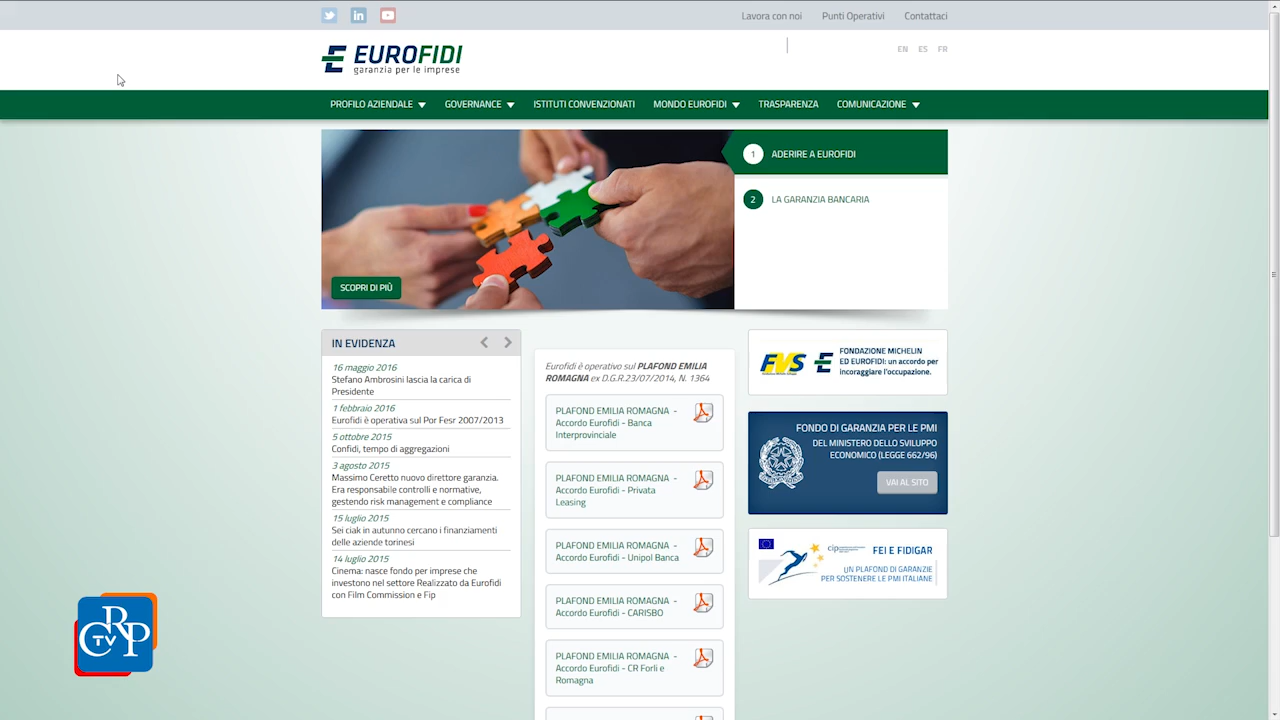 Lavora con noi
Punti Operativi
Contattaci
EUROFIDI
garanzia per le imprese
EN
ES
FR
PROFILO AZIENDALE
GOVERNANCE
ISTITUTI CONVENZIONATI
MONDO EUROFIDI
TRASPARENZA
COMUNICAZIONE
1
ADERIRE A EUROFIDI
2
LA GARANZIA BANCARIA
SCOPRI DI PIÙ
IN EVIDENZA
16 maggio 2016
Stefano Ambrosini lascia la carica di
Presidente
1 febbraio 2016
Eurofidi è operativa sul Por Fesr 2007/2013
5 ottobre 2015
Confidi, tempo di aggregazioni
3 agosto 2015
Massimo Ceretto nuovo direttore garanzia.
Era responsabile controlli e normative,
gestendo risk management e compliance
15 luglio 2015
Sei ciak in autunno cercano i finanziamenti
delle aziende torinesi
14 luglio 2015
Cinema: nasce fondo per imprese che
investono nel settore Realizzato da Eurofidi
con Film Commission e Fip
Eurofidi è operativo sul PLAFOND EMILIA
ROMAGNA ex D.G.R.23/07/2014, N. 1364
PLAFOND EMILIA ROMAGNA -
Accordo Eurofidi - Banca
Interprovinciale
PLAFOND EMILIA ROMAGNA -
Accordo Eurofidi - Privata
Leasing
PLAFOND EMILIA ROMAGNA -
Accordo Eurofidi - Unipol Banca
PLAFOND EMILIA ROMAGNA -
Accordo Eurofidi - CARISBO
PLAFOND EMILIA ROMAGNA -
Accordo Eurofidi - CR Forlì e
Romagna
FVS
FONDAZIONE MICHELIN
ED EUROFIDI: un accordo per
incoraggiare l'occupazione.
FONDO DI GARANZIA PER LE PMI
DEL MINISTERO DELLO SVILUPPO
ECONOMICO (LEGGE 662/96)
VAI AL SITO
cip
FEI E FIDIGAR
UN PLAFOND DI GARANZIE
PER SOSTENERE LE PMI ITALIANE
CRP
TV